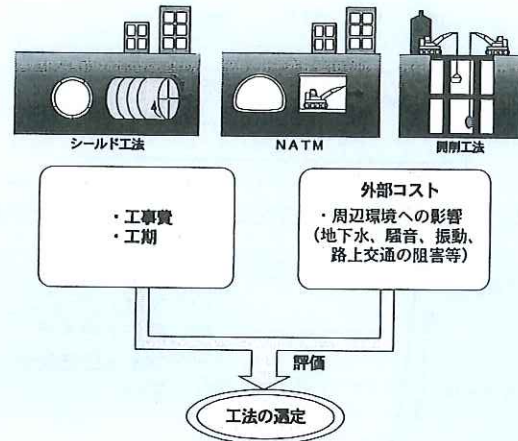 シールド工法
NATM
開削工法
・工事費
・工期
外部コスト
・周辺環境への影響
(地下水、騒音、振動、
路上交通の阻害等)
評価
工法の選定